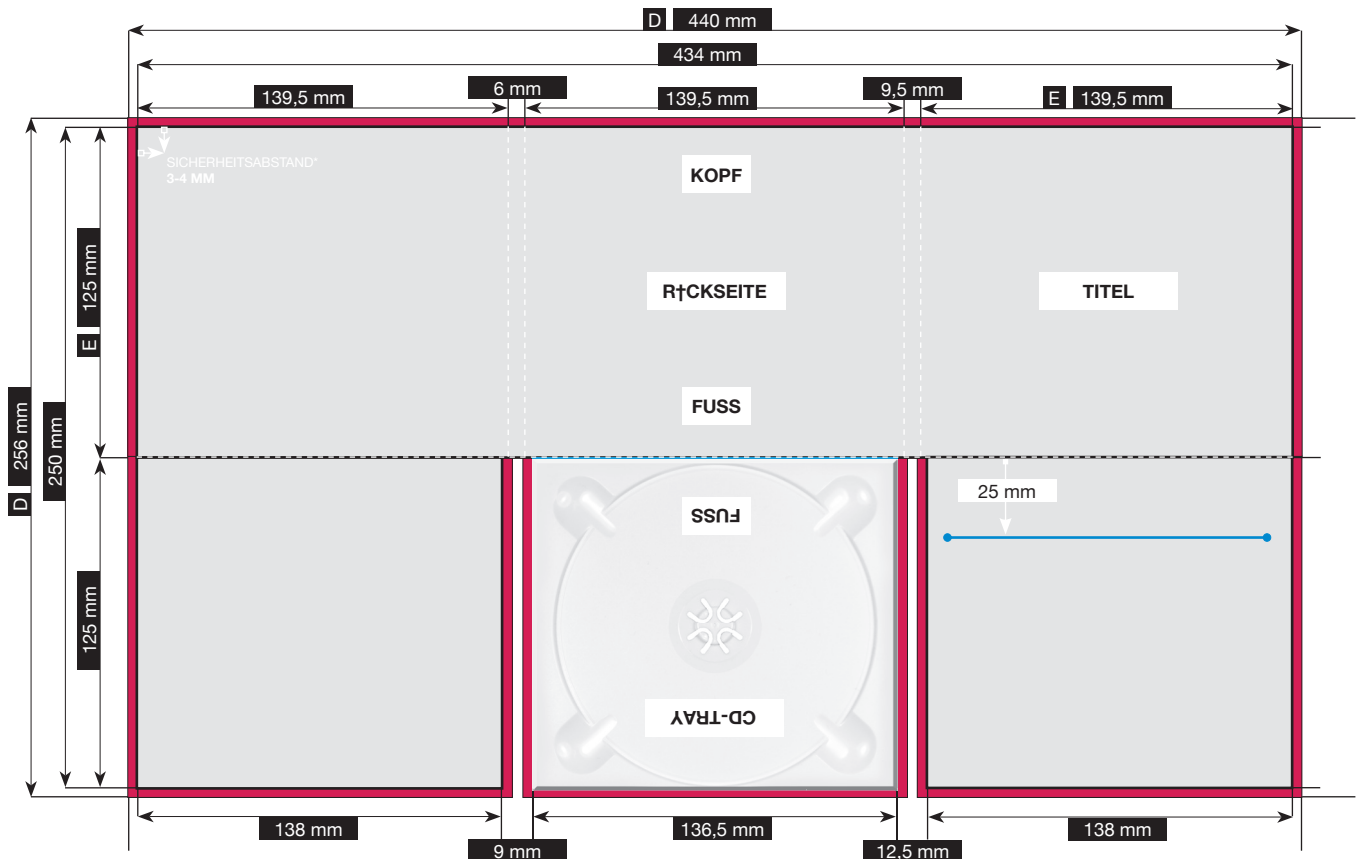 D 440 mm
434 mm
139,5 mm
6 mm
139,5 mm
9,5 mm
E 139,5 mm
SICHERHEITSABSTAND*
3-4 MM
KOPF
125 mm
E
R†CKSEITE
TITEL
FUSS
D 256 mm
250 mm
125 mm
25 mm
FUSS
CD-TRAY
138 mm
9 mm
136,5 mm
12,5 mm
138 mm